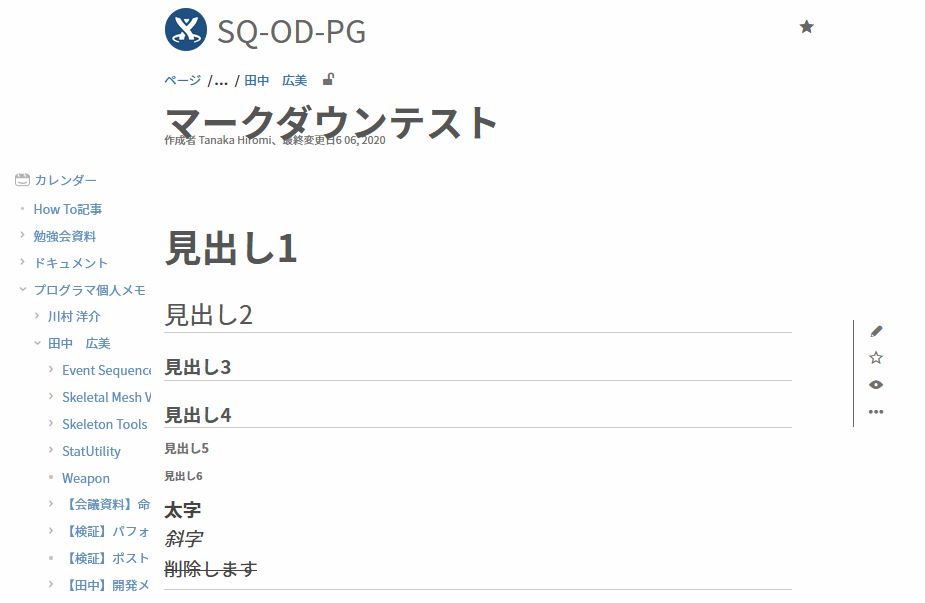 SQ-OD-PG
ページ /... / 田中 広美
マークダウンテスト
作成者 Tanaka Hiromi、最終変更日6 06, 2020
カレンダー
How To記事
勉強会資料
ドキュメント
プログラマ個人メモ
川村 洋介
田中 広美
Event Sequence
Skeletal Mesh V
Skeleton Tools
StatUtility
Weapon
【会議資料】命
【検証】パフォ
【検証】ポスト
【田中】開発メ
見出し1
見出し2
見出し3
見出し4
見出し5
見出し6
太字
斜字
削除します